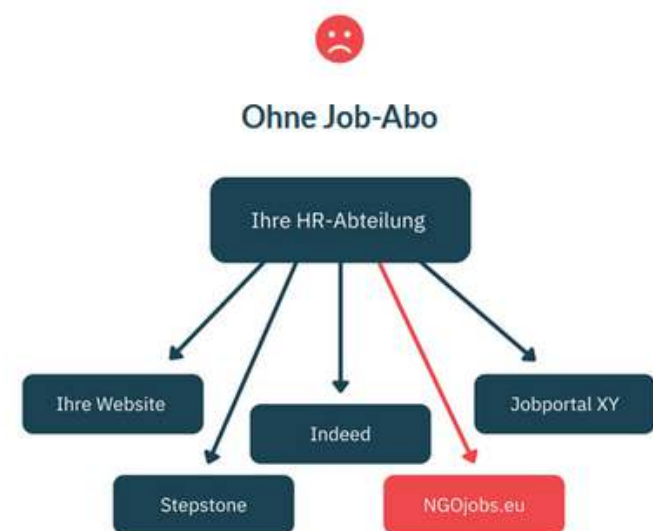 Ohne Job-Abo
Ihre HR-Abteilung
Ihre Website
Jobportal XY
Indeed
Stepstone
NGOjobs.eu